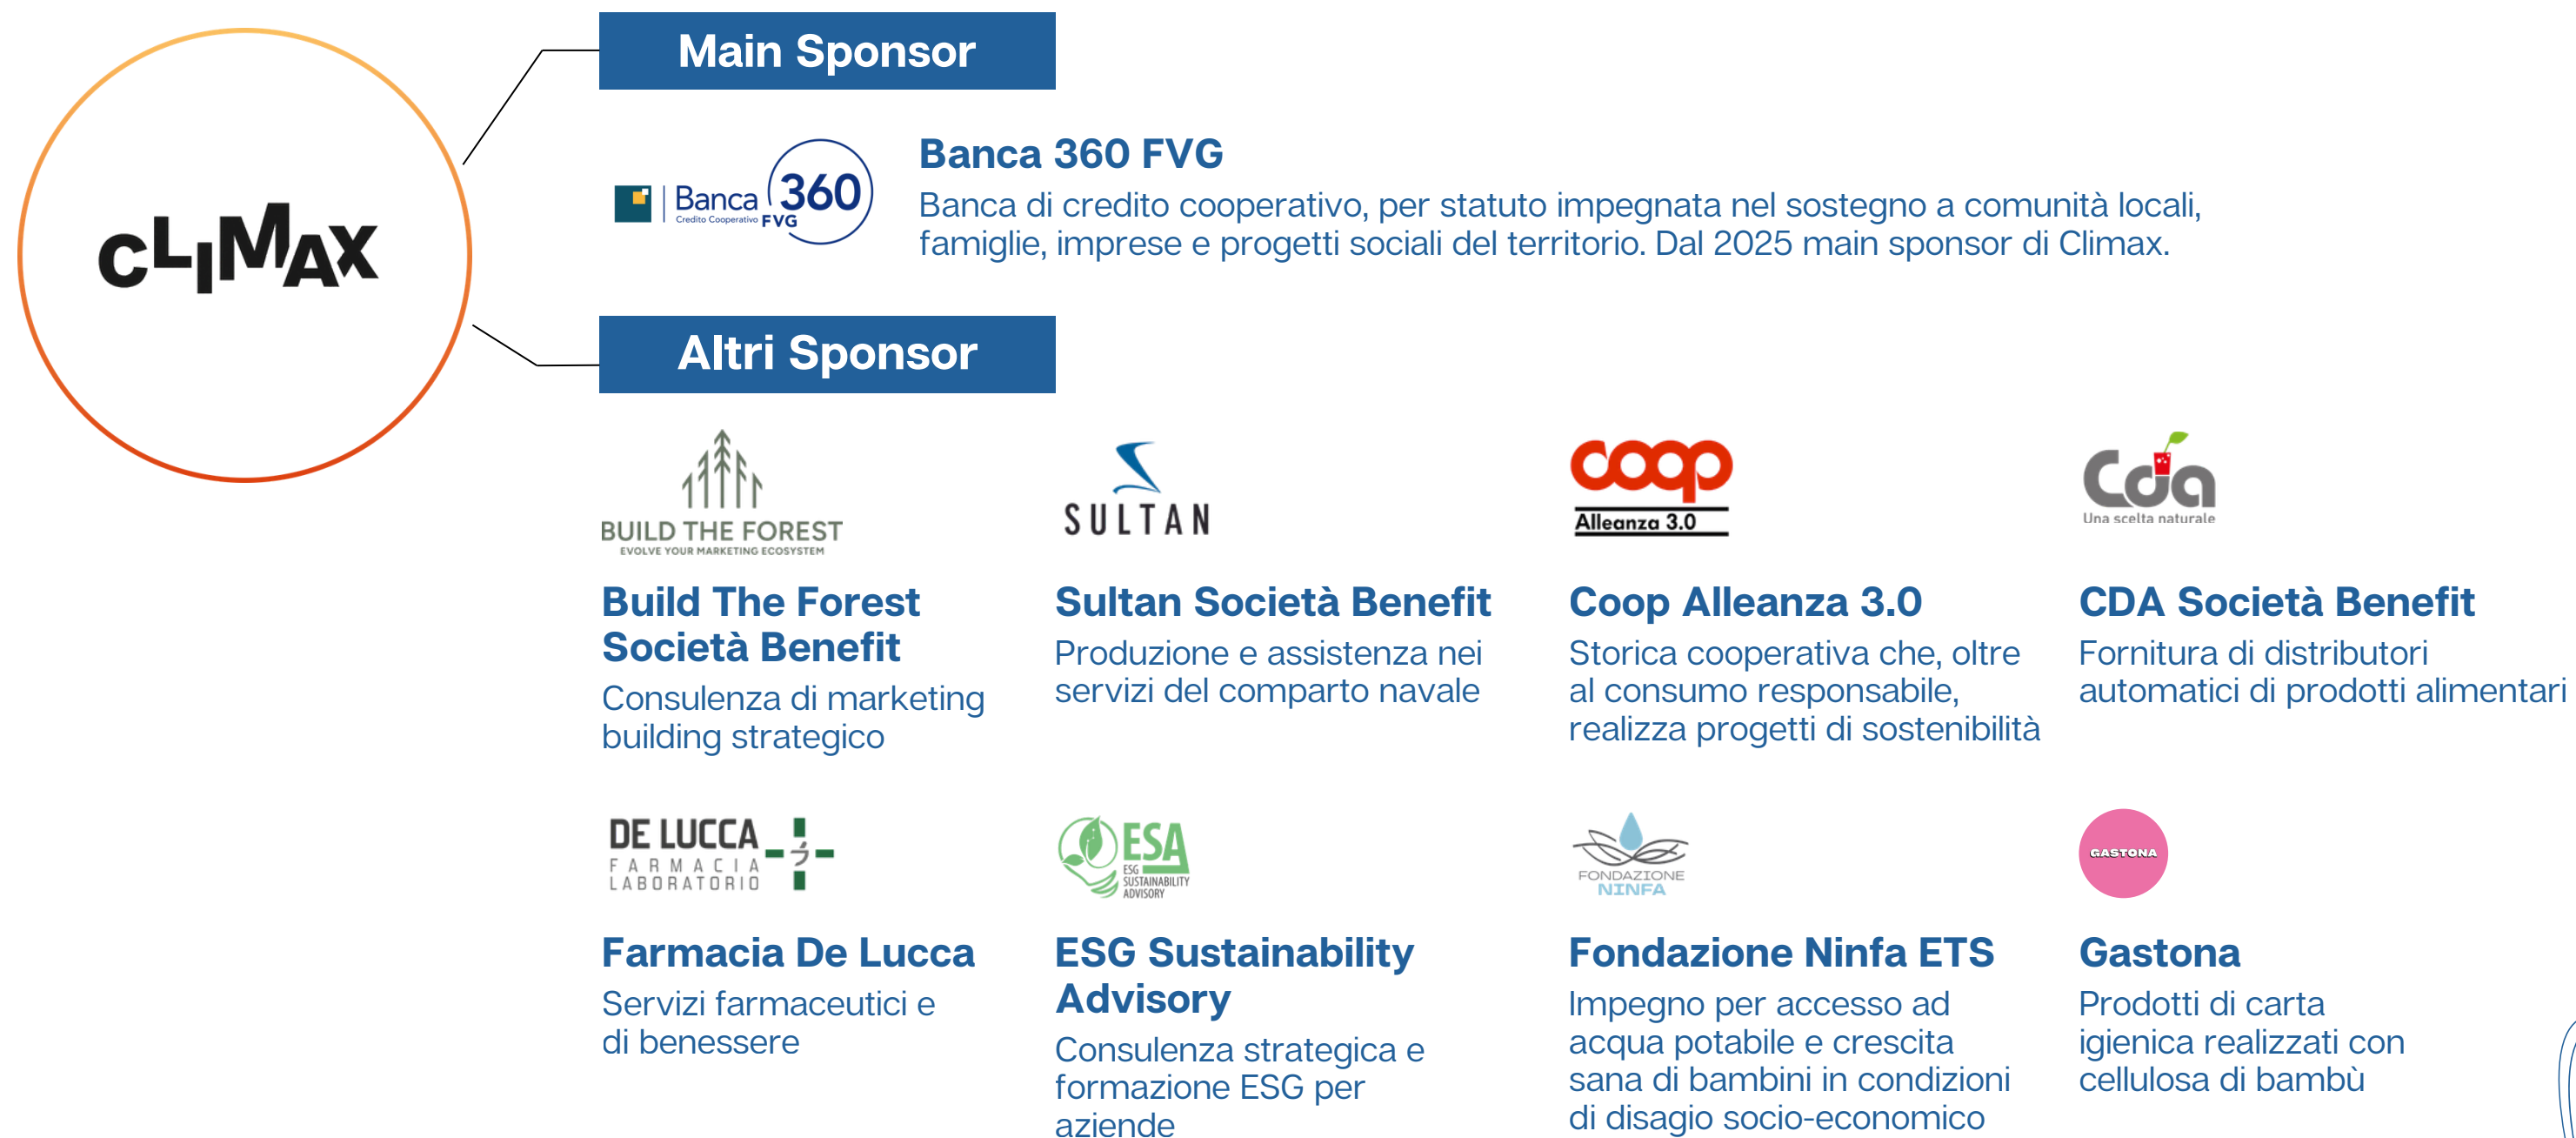 CLIMAX
Main Sponsor
Banca 360
Credito Cooperativo FVG
Banca 360 FVG
Banca di credito cooperativo, per statuto impegnata nel sostegno a comunità locali,
famiglie, imprese e progetti sociali del territorio. Dal 2025 main sponsor di Climax.
Altri Sponsor
BUILD THE FOREST
EVOLVE YOUR MARKETING ECOSYSTEM
Build The Forest
Società Benefit
Consulenza di marketing
building strategico
SULTAN
Sultan Società Benefit
Produzione e assistenza nei
servizi del comparto navale
coop
Alleanza 3.0
Coop Alleanza 3.0
Storica cooperativa che, oltre
al consumo responsabile,
realizza progetti di sostenibilità
Cda
Una scelta naturale
CDA Società Benefit
Fornitura di distributori
automatici di prodotti alimentari
DE LUCCA
FARMACIA
LABORATORIO
Farmacia De Lucca
Servizi farmaceutici e
di benessere
ESA
ESG
SUSTAINABILITY
ADVISORY
ESG Sustainability
Advisory
Consulenza strategica e
formazione ESG per
aziende
FONDAZIONE
NINFA
Fondazione Ninfa ETS
Impegno per accesso ad
acqua potabile e crescita
sana di bambini in condizioni
di disagio socio-economico
GASTONA
Gastona
Prodotti di carta
igienica realizzati con
cellulosa di bambù